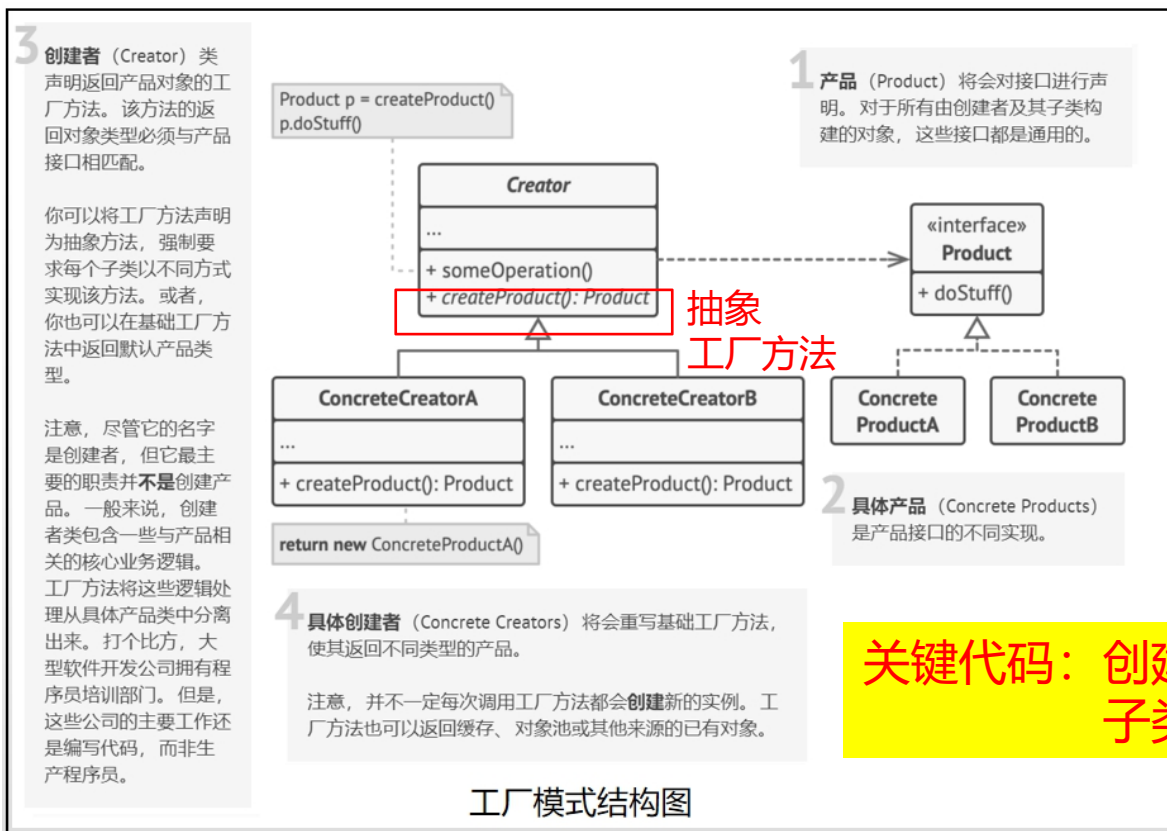 3
创建者（Creator）类
声明返回产品对象的工
厂方法。该方法的返
回对象类型必须与产品
接口相匹配。
你可以将工厂方法声明
为抽象方法，强制要
求每个子类以不同方式
实现该方法。或者，
你也可以在基础工厂方
法中返回默认产品类
型。
注意，尽管它的名字
是创建者，但它最主
要的职责并不是创建产
品。一般来说，创建
者类包含一些与产品相
关的核心业务逻辑。
工厂方法将这些逻辑处
理从具体产品类中分离
出来。打个比方，大
型软件开发公司拥有程
序员培训部门。但是，
这些公司的主要工作还
是编写代码，而非生
产程序员。
Product p = createProduct()
p.doStuff()
1
产品（Product）将会对接口进行声
明。对于所有由创建者及其子类构
建的对象，这些接口都是通用的。
Creator
...
+ someOperation()
+ createProduct(): Product
抽象
工厂方法
«interface»
Product
+ doStuff()
ConcreteCreatorA
...
+ createProduct(): Product
ConcreteCreatorB
...
+ createProduct(): Product
Concrete
ProductA
Concrete
ProductB
return new ConcreteProductA()
2
具体产品（Concrete Products）
是产品接口的不同实现。
4
具体创建者（Concrete Creators）将会重写基础工厂方法，
使其返回不同类型的产品。
注意，并不一定每次调用工厂方法都会创建新的实例。工
厂方法也可以返回缓存、对象池或其他来源的已有对象。
关键代码：创
子
工厂模式结构图